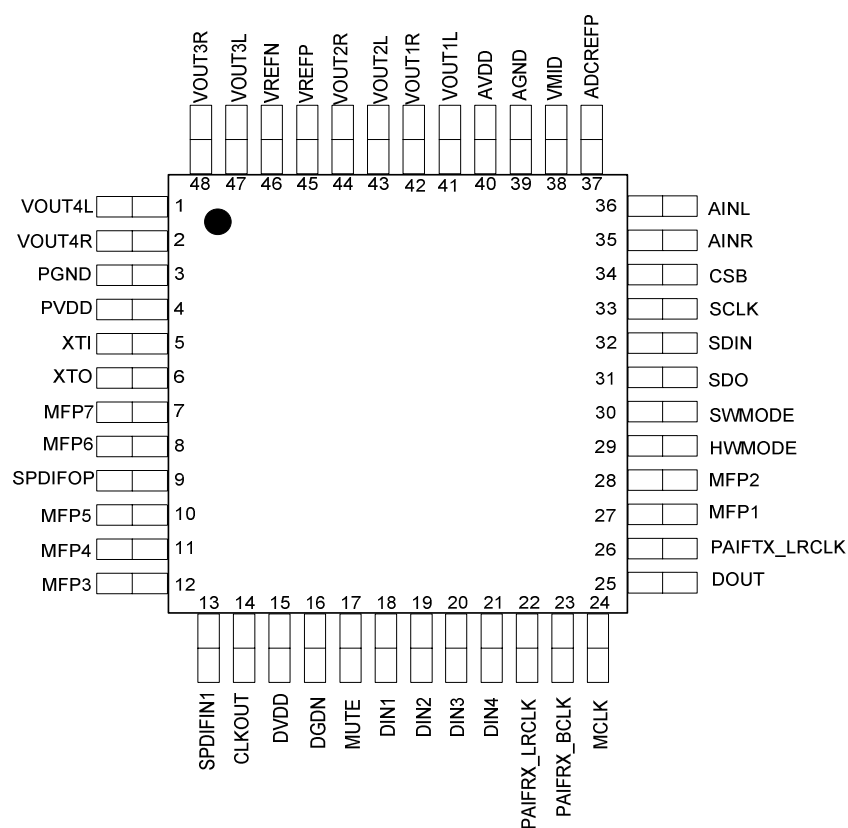 VOUT3R VOUT3L VREFN VREFP VOUT2R VOUT2L VOUT1R VOUT1L AVDD AGND VMID ADCREFP
48 47 46 45 44 43 42 41 40 39 38 37
VOUT4L 1 36 AINL
VOUT4R 2 35 AINR
PGND 3 34 CSB
PVDD 4 33 SCLK
XTI 5 32 SDIN
XTO 6 31 SDO
MFP7 7 30 SWMODE
MFP6 8 29 HWMODE
SPDIFOP 9 28 MFP2
MFP5 10 27 MFP1
MFP4 11 26 PAIFTX_LRCLK
MFP3 12 25 DOUT
13 14 15 16 17 18 19 20 21 22 23 24
SPDIFIN1 CLKOUT DVDD DGDN MUTE DIN1 DIN2 DIN3 DIN4 PAIFRX_LRCLK PAIFRX_BCLK MCLK